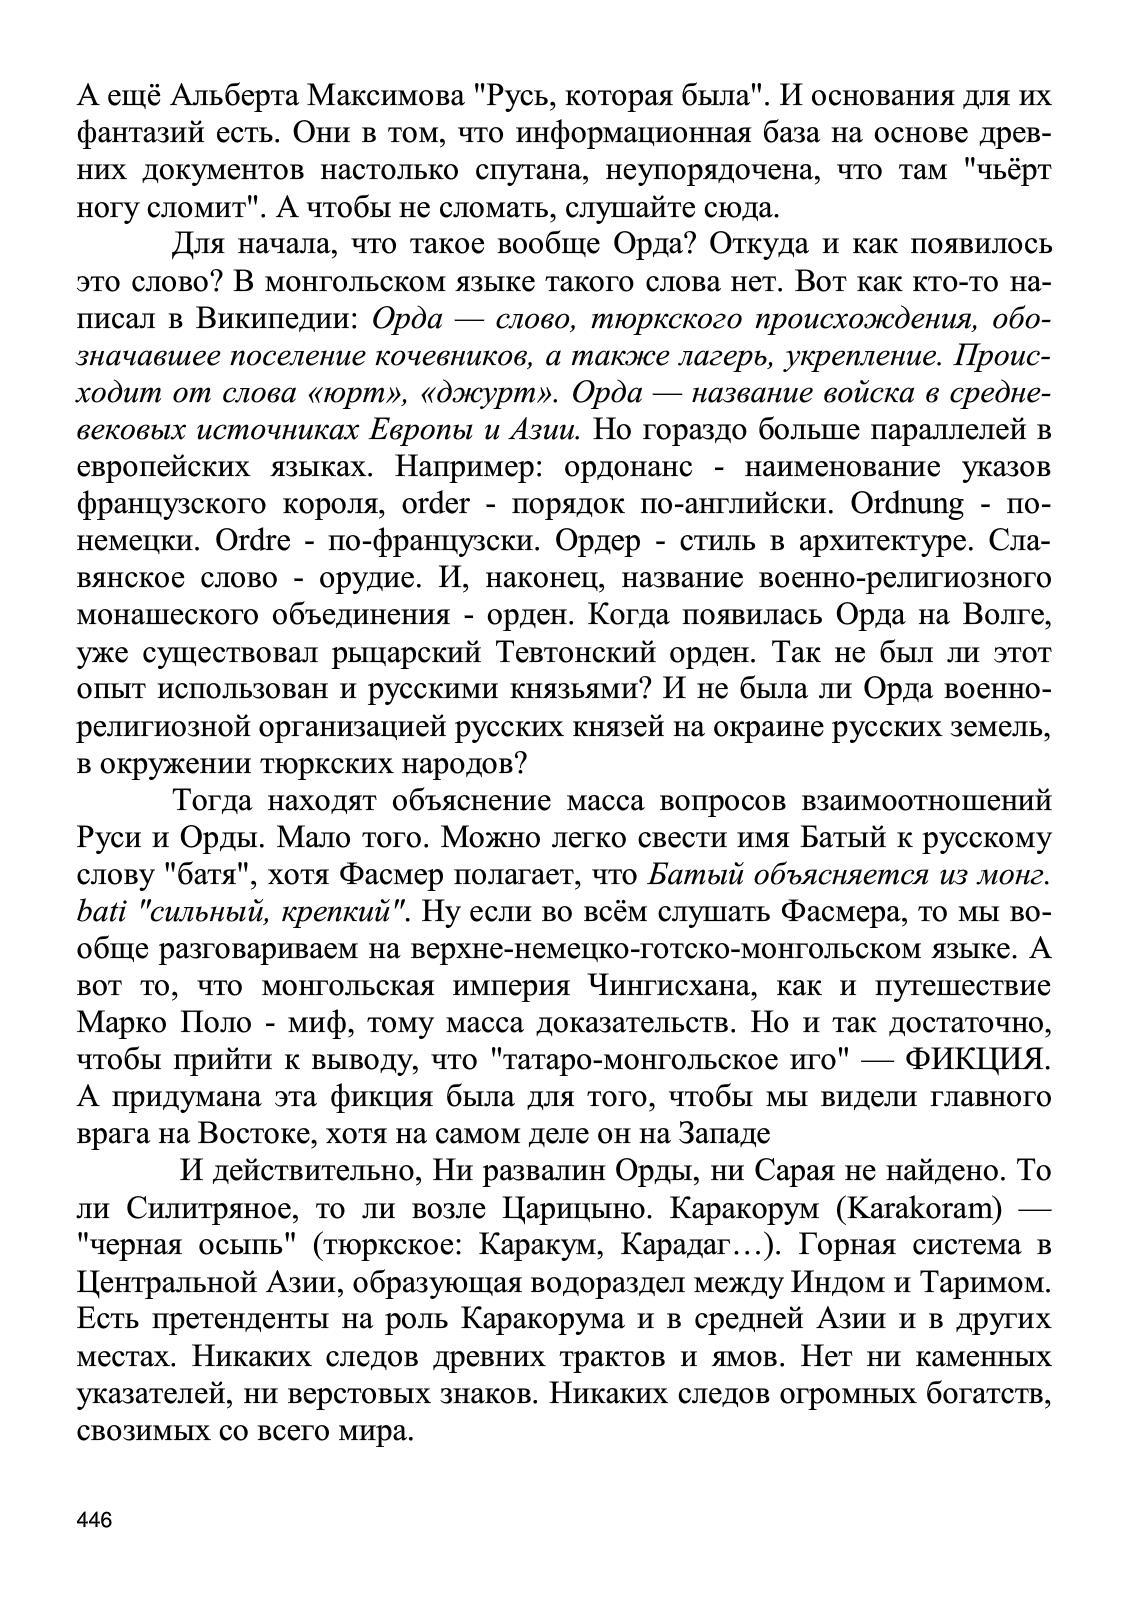 А ещё Альберта Максимова "Русь, которая была". И основания для их
фантазий есть. Они в том, что информационная база на основе древ-
них документов настолько спутана, неупорядочена, что там "чьёрт
ногу сломит". А чтобы не сломать, слушайте сюда.
Для начала, что такое вообще Орда? Откуда и как появилось
это слово? В монгольском языке такого слова нет. Вот как кто-то на-
писал в Википедии: Орда — слово, тюркского происхождения, обо-
значавшее поселение кочевников, а также лагерь, укрепление. Проис-
ходит от слова «юрт», «джурт». Орда — название войска в средне-
вековых источниках Европы и Азии. Но гораздо больше параллелей в
европейских языках. Например: ордонанс - наименование указов
французского короля, order - порядок по-английски. Ordnung - по-
немецки. Ordre - по-французски. Ордер - стиль в архитектуре. Сла-
вянское слово - орудие. И, наконец, название военно-религиозного
монашеского объединения - орден. Когда появилась Орда на Волге,
уже существовал рыцарский Тевтонский орден. Так не был ли этот
опыт использован и русскими князьями? И не была ли Орда военно-
религиозной организацией русских князей на окраине русских земель,
в окружении тюркских народов?
Тогда находят объяснение масса вопросов взаимоотношений
Руси и Орды. Мало того. Можно легко свести имя Батый к русскому
слову "батя", хотя Фасмер полагает, что Батый объясняется из монг.
bati "сильный, крепкий". Ну если во всём слушать Фасмера, то мы во-
обще разговариваем на верхне-немецко-готско-монгольском языке. А
вот то, что монгольская империя Чингисхана, как и путешествие
Марко Поло - миф, тому масса доказательств. Но и так достаточно,
чтобы прийти к выводу, что "татаро-монгольское иго" — ФИКЦИЯ.
А придумана эта фикция была для того, чтобы мы видели главного
врага на Востоке, хотя на самом деле он на Западе
И действительно, Ни развалин Орды, ни Сарая не найдено. То
ли Силитряное, то ли возле Царицыно. Каракорум (Karakoram) —
"черная осыпь" (тюркское: Каракум, Карадаг…). Горная система в
Центральной Азии, образующая водораздел между Индом и Таримом.
Есть претенденты на роль Каракорума и в средней Азии и в других
местах. Никаких следов древних трактов и ямов. Нет ни каменных
указателей, ни верстовых знаков. Никаких следов огромных богатств,
свозимых со всего мира.
446